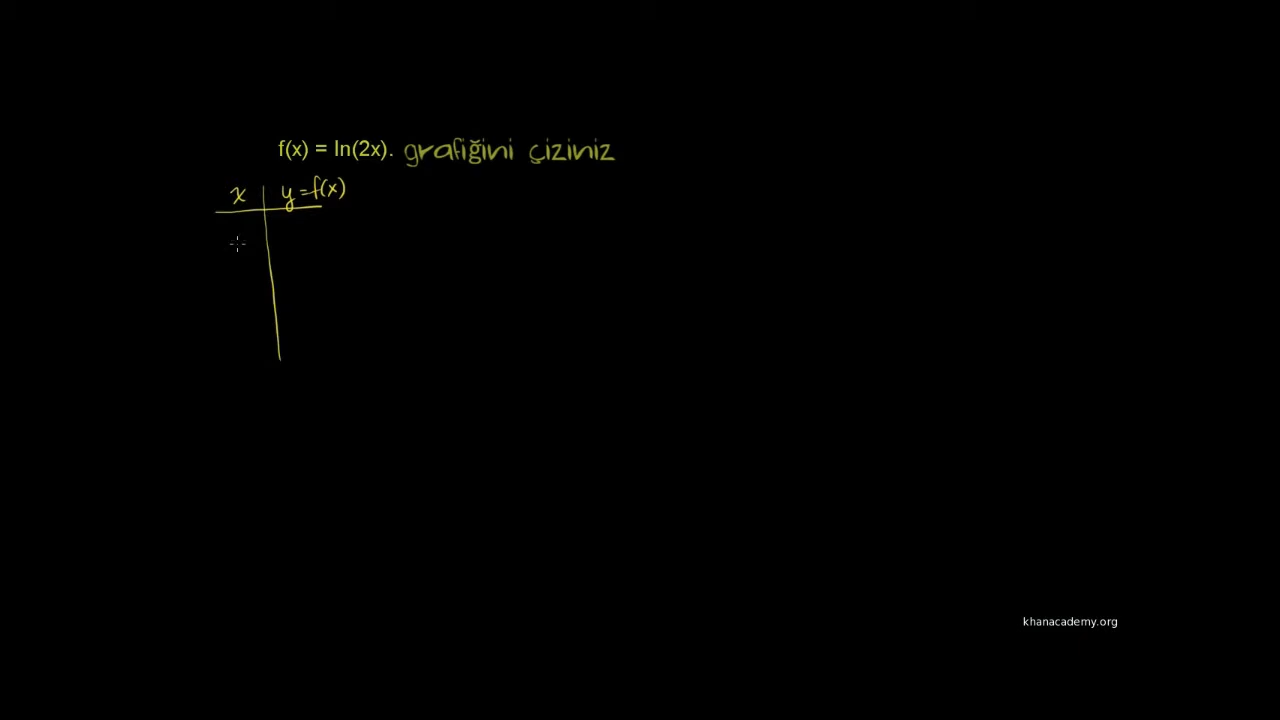 f(x) = ln(2x). grafiğini çiziniz
x y=f(x)
khanacademy.org